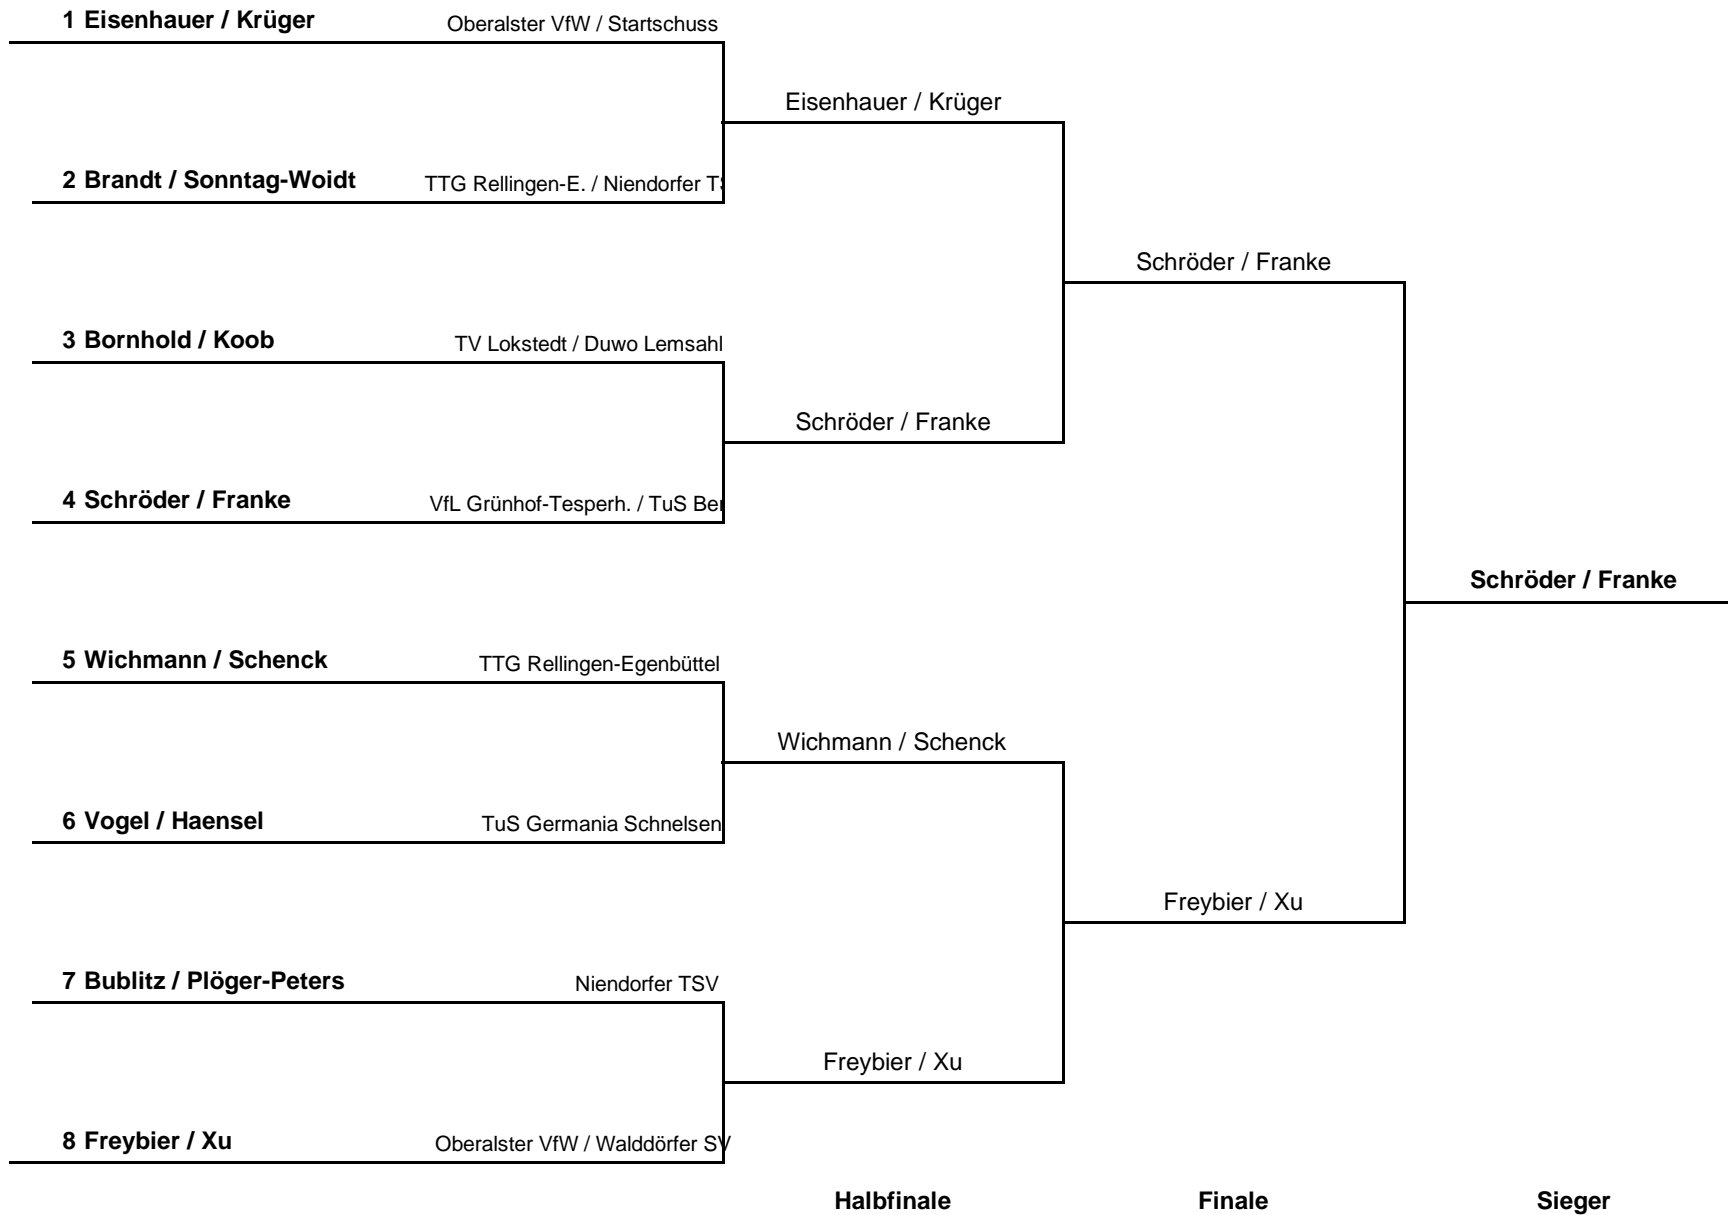 1 Eisenhauer / Krüger Oberalster VfW / Startschuss
Eisenhauer / Krüger
2 Brandt / Sonntag-Woidt TTG Rellingen-E. / Niendorfer TS
Schröder / Franke
3 Bornhold / Koob TV Lokstedt / Duwo Lemsahl
Schröder / Franke
4 Schröder / Franke VfL Grünhof-Tesperh. / TuS Ber
Schröder / Franke
5 Wichmann / Schenck TTG Rellingen-Egenbüttel
Wichmann / Schenck
6 Vogel / Haensel TuS Germania Schnelsen
Freybier / Xu
7 Bublitz / Plöger-Peters Niendorfer TSV
Freybier / Xu
8 Freybier / Xu Oberalster VfW / Walddörfer SV
Halbfinale Finale Sieger